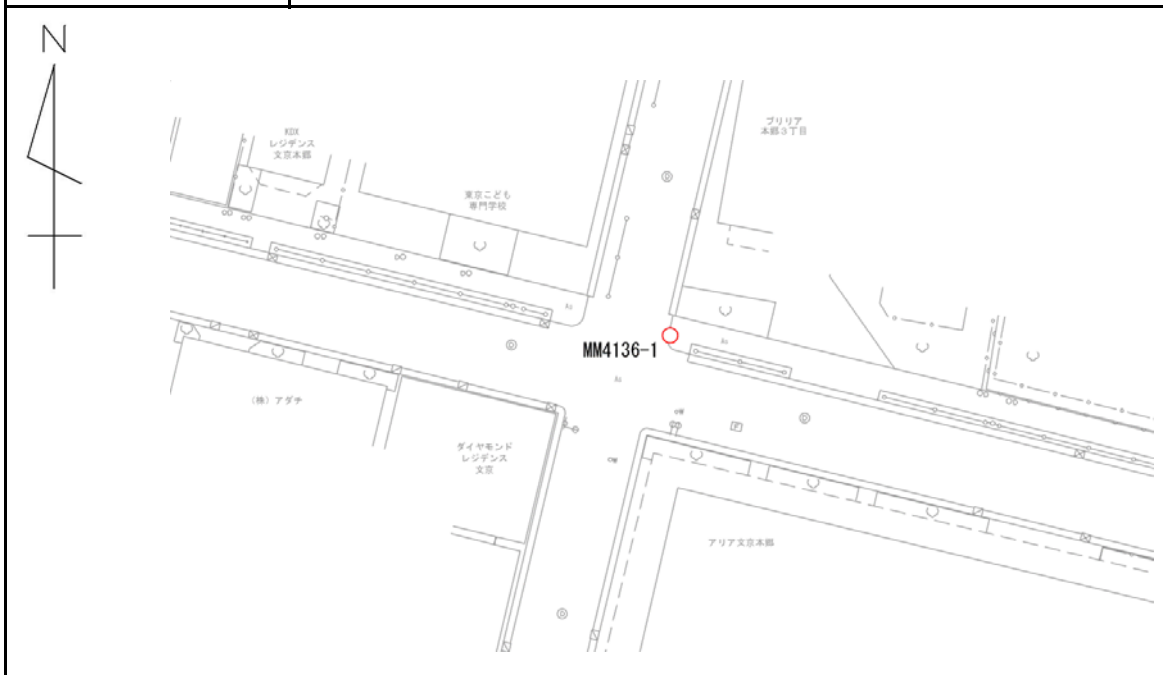 N
KDX
レジデンス
文京本郷
東京こども
専門学校
ブリリア
本郷3丁目
MM4136-1
(株) アダチ
ダイヤモンド
レジデンス
文京
アリア文京本郷